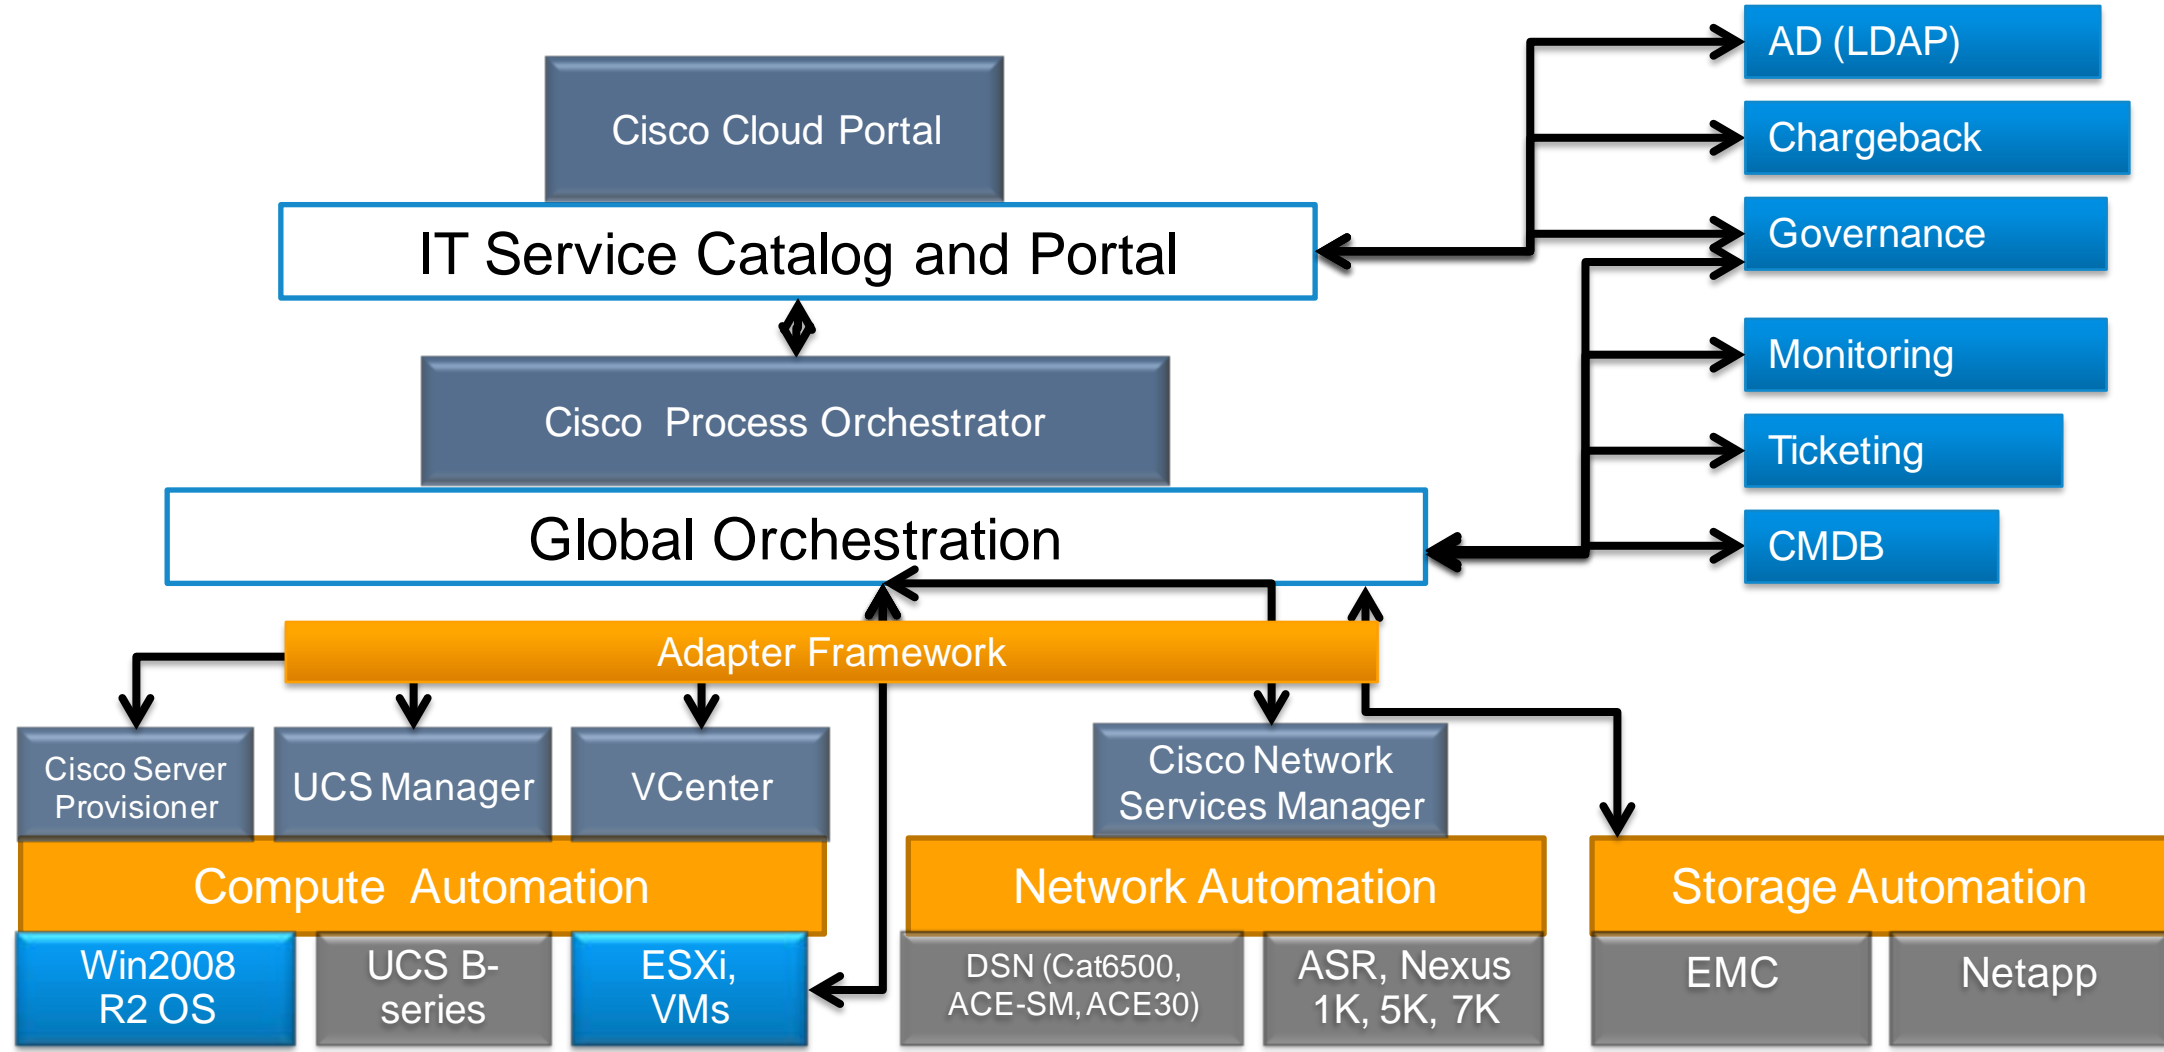 AD (LDAP)
Cisco Cloud Portal
Chargeback
IT Service Catalog and Portal
Governance
Monitoring
Cisco Process Orchestrator
Ticketing
Global Orchestration
CMDB
Adapter Framework
Cisco Server
Provisioner
UCS Manager
VCenter
Cisco Network
Services Manager
Compute Automation
Network Automation
Storage Automation
Win2008
R2 OS
UCS B-
series
ESXi,
VMs
DSN (Cat6500,
ACE-SM, ACE30)
ASR, Nexus
1K, 5K, 7K
EMC
Netapp